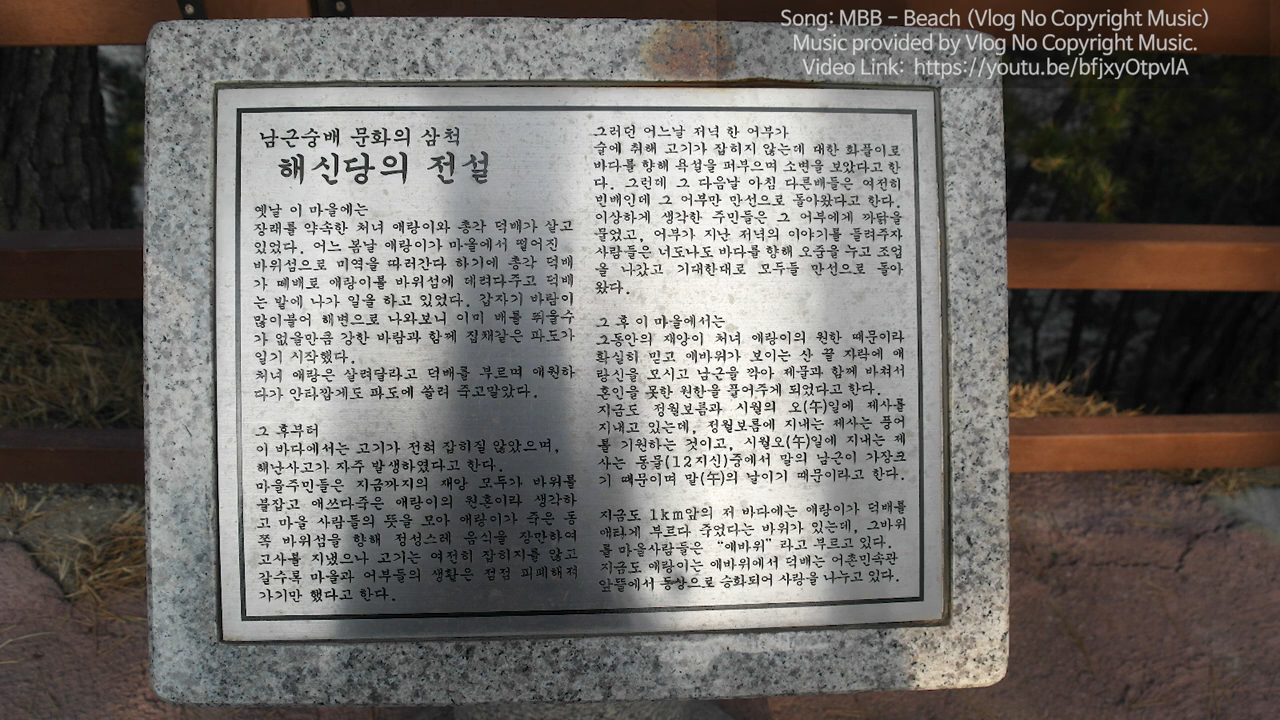 Song: MBB - Beach (Vlog No Copyright Music)
Music provided by Vlog No Copyright Music.
Video Link: https://youtu.be/bfjxyOtpvlA
남근숭배 문화의 삼척
해신당의 전설
옛날 이 마을에는
장래를 약속한 처녀 애랑이와 총각 덕배가 살고
있었다. 어느 봄날 애랑이가 마을에서 떨어진
바위섬으로 미역을 따러간다 하기에 총각 덕배
가 떼배로 애랑이를 바위섬에 데려다주고 덕배
는 밭에 나가 일을 하고 있었다. 갑자기 바람이
많이불어 해변으로 나와보니 이미 배를 띄울수
가 없을만큼 강한 바람과 함께 집채같은 파도가
일기 시작했다.
처녀 애랑은 살려달라고 덕배를 부르며 애원하
다가 안타깝게도 파도에 쓸려 죽고말았다.
그 후부터
이 바다에서는 고기가 전혀 잡히질 않았으며,
해난사고가 자주 발생하였다고 한다.
마을주민들은 지금까지의 재앙 모두가 바위를
붙잡고 애쓰다죽은 애랑이의 원혼이라 생각하
고 마을 사람들의 뜻을 모아 애랑이가 죽은 동
쪽 바위섬을 향해 정성스레 음식을 장만하여
고사를 지냈으나 고기는 여전히 잡히지를 않고
갈수록 마을과 어부들의 생활은 점점 피폐해져
가기만 했다고 한다.
그러던 어느날 저녁 한 어부가
술에 취해 고기가 잡히지 않는데 대한 화풀이로
바다를 향해 욕설을 퍼부으며 소변을 보았다고 한
다. 그런데 그 다음날 아침 다른배들은 여전히
빈배인데 그 어부만 만선으로 돌아왔다고 한다.
이상하게 생각한 주민들은 그 어부에게 까닭을
물었고, 어부가 지난 저녁의 이야기를 들려주자
사람들은 너도나도 바다를 향해 오줌을 누고 조업
을 나갔고 기대한대로 모두들 만선으로 돌아
왔다.
그 후 이 마을에서는
그동안의 재앙이 처녀 애랑이의 원한 때문이라
확실히 믿고 애바위가 보이는 산 끝 자락에 애
랑신을 모시고 남근을 깎아 제물과 함께 바쳐서
혼인을 못한 원한을 풀어주게 되었다고 한다.
지금도 정월보름과 시월의 오(午)일에 제사를
지내고 있는데, 정월보름에 지내는 제사는 풍어
를 기원하는 것이고, 시월오(午)일에 지내는 제
사는 동물(12지신)중에서 말의 남근이 가장크
기 때문이며 말(午)의 날이기 때문이라고 한다.
지금도 1km앞의 저 바다에는 애랑이가 덕배를
애타게 부르다 죽었다는 바위가 있는데, 그바위
를 마을사람들은 "애바위" 라고 부르고 있다.
지금도 애랑이는 애바위에서 덕배는 어촌민속관
앞뜰에서 동상으로 승화되어 사랑을 나누고 있다.